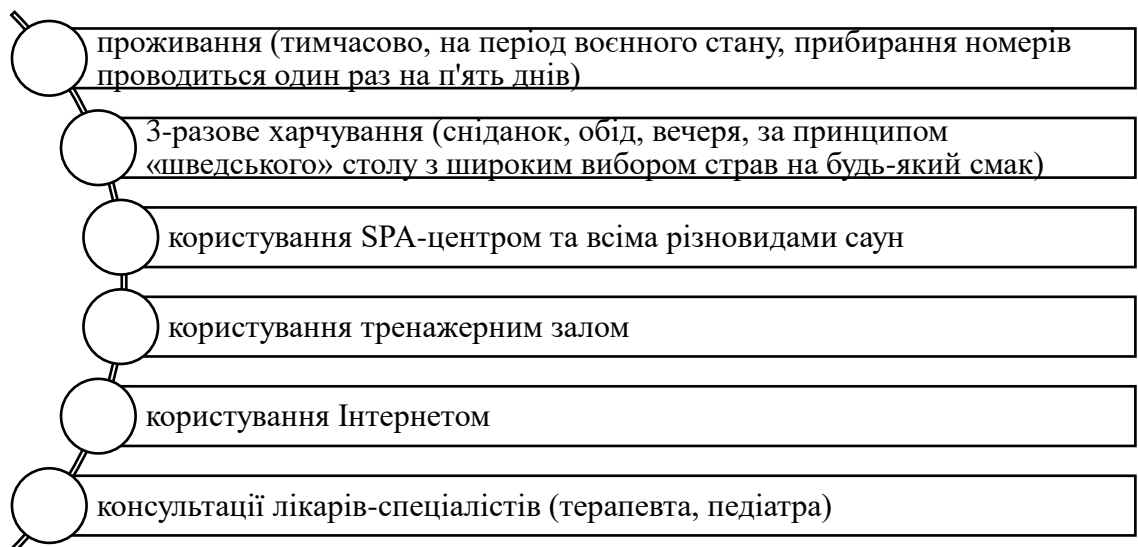 проживання (тимчасово, на період воєнного стану, прибирання номерів
проводиться один раз на п'ять днів)
3-разове харчування (сніданок, обід, вечеря, за принципом
«шведського» столу з широким вибором страв на будь-який смак)
користування SPA-центром та всіма різновидами саун
користування тренажерним залом
користування Інтернетом
консультації лікарів-спеціалістів (терапевта, педіатра)